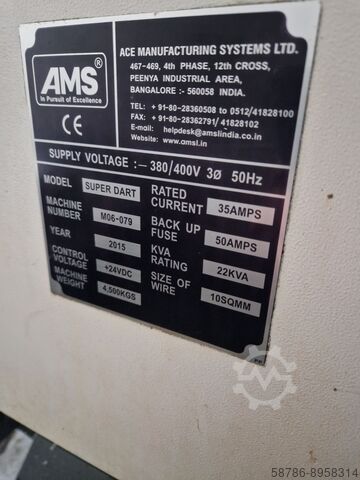 AMS®
In Pursuit of Excellence
CE
ACE MANUFACTURING SYSTEMS LTD.
467-469, 4th PHASE, 12th CROSS,
PEENYA INDUSTRIAL AREA,
BANGALORE :- 560058. INDIA.
TEL: + 91-80-28360508 to 0512/41828100
FAX: + 91-80-28362791/ 41828102
E-mail: helpdesk@amslindia.co.in
Website: www.amsl.in
SUPPLY VOLTAGE :- 380/400V 3Ø 50Hz
MODEL SUPER DART
MACHINE NUMBER M06-079
YEAR 2015
CONTROL VOLTAGE +24VDC
MACHINE WEIGHT 4,500KGS
RATED CURRENT 35AMPS
BACK UP FUSE 50AMPS
KVA RATING 22KVA
SIZE OF WIRE 10SQMM
58786-8958314